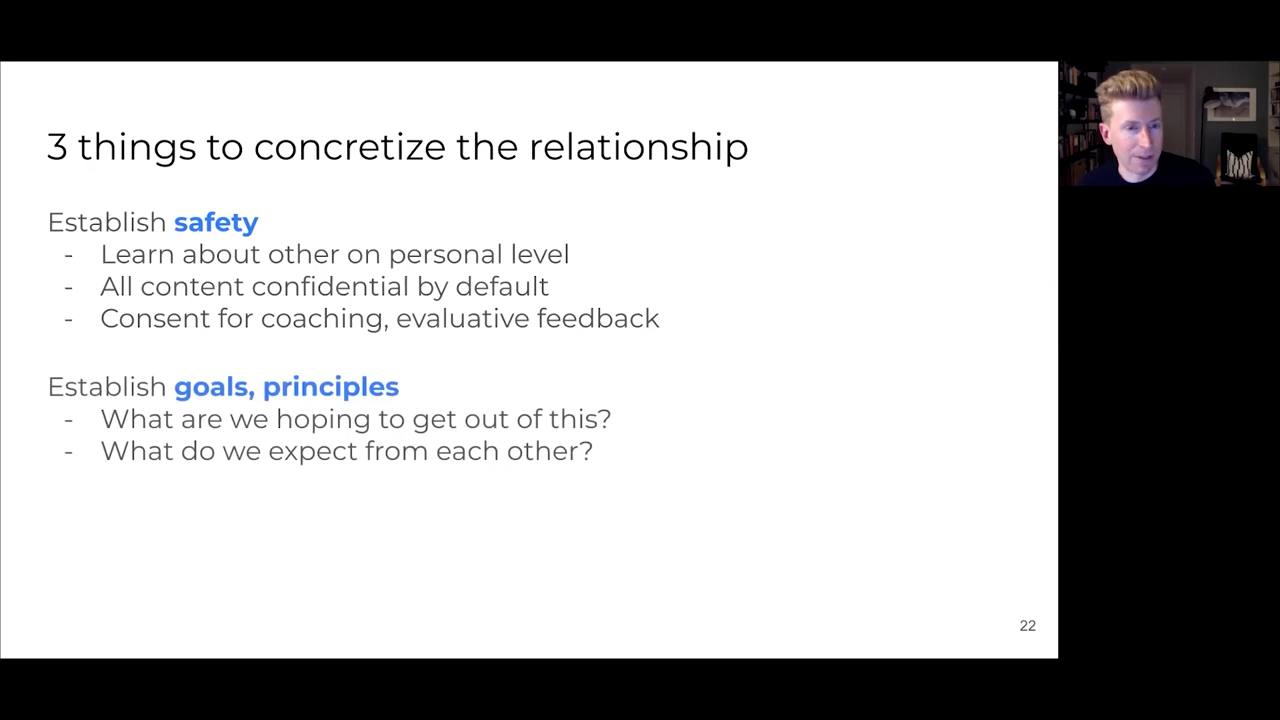 3 things to concretize the relationship
Establish safety
- Learn about other on personal level
- All content confidential by default
- Consent for coaching, evaluative feedback
Establish goals, principles
- What are we hoping to get out of this?
- What do we expect from each other?
22